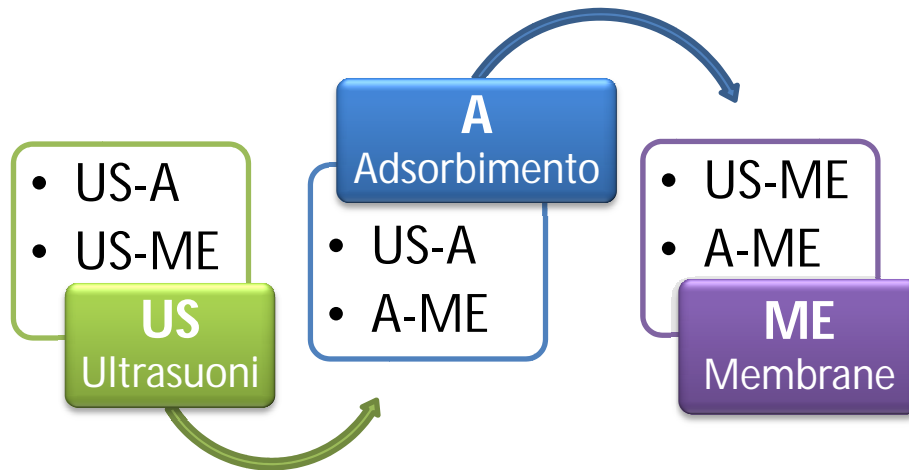 • US-A
• US-ME
US
Ultrasuoni
A
Adsorbimento
• US-A
• A-ME
• US-ME
• A-ME
ME
Membrane